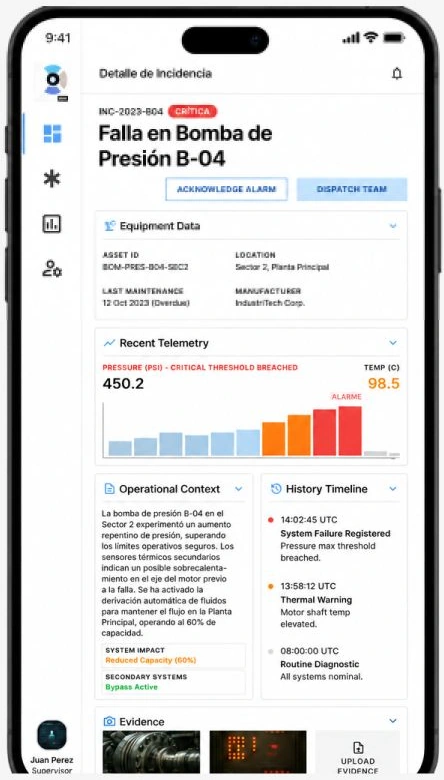 9:41
Detalle de Incidencia
INC-2023-B04 CRÍTICA
Falla en Bomba de
Presión B-04
ACKNOWLEDGE ALARM DISPATCH TEAM
Equipment Data
ASSET ID LOCATION
BOM-PRES-B04-SEC2 Sector 2, Planta Principal
LAST MAINTENANCE MANUFACTURER
12 Oct 2023 (Overdue) IndustriTech Corp.
Recent Telemetry
PRESSURE (PSI) - CRITICAL THRESHOLD BREACHED TEMP (C)
450.2 98.5
ALARME
Operational Context
La bomba de presión B-04 en el
Sector 2 experimentó un aumento
repentino de presión, superando
los límites operativos seguros. Los
sensores térmicos secundarios
indican un posible sobrecalenta-
miento en el eje del motor previo
a la falla. Se ha activado la
derivación automática de fluidos
para mantener el flujo en la Planta
Principal, operando al 60% de
capacidad.
SYSTEM IMPACT
Reduced Capacity (60%)
SECONDARY SYSTEMS
Bypass Active
History Timeline
14:02:45 UTC
System Failure Registered
Pressure max threshold
breached.
13:58:12 UTC
Thermal Warning
Motor shaft temp
elevated.
08:00:00 UTC
Routine Diagnostic
All systems nominal.
Evidence
UPLOAD
EVIDENCE
Juan Perez
Supervisor